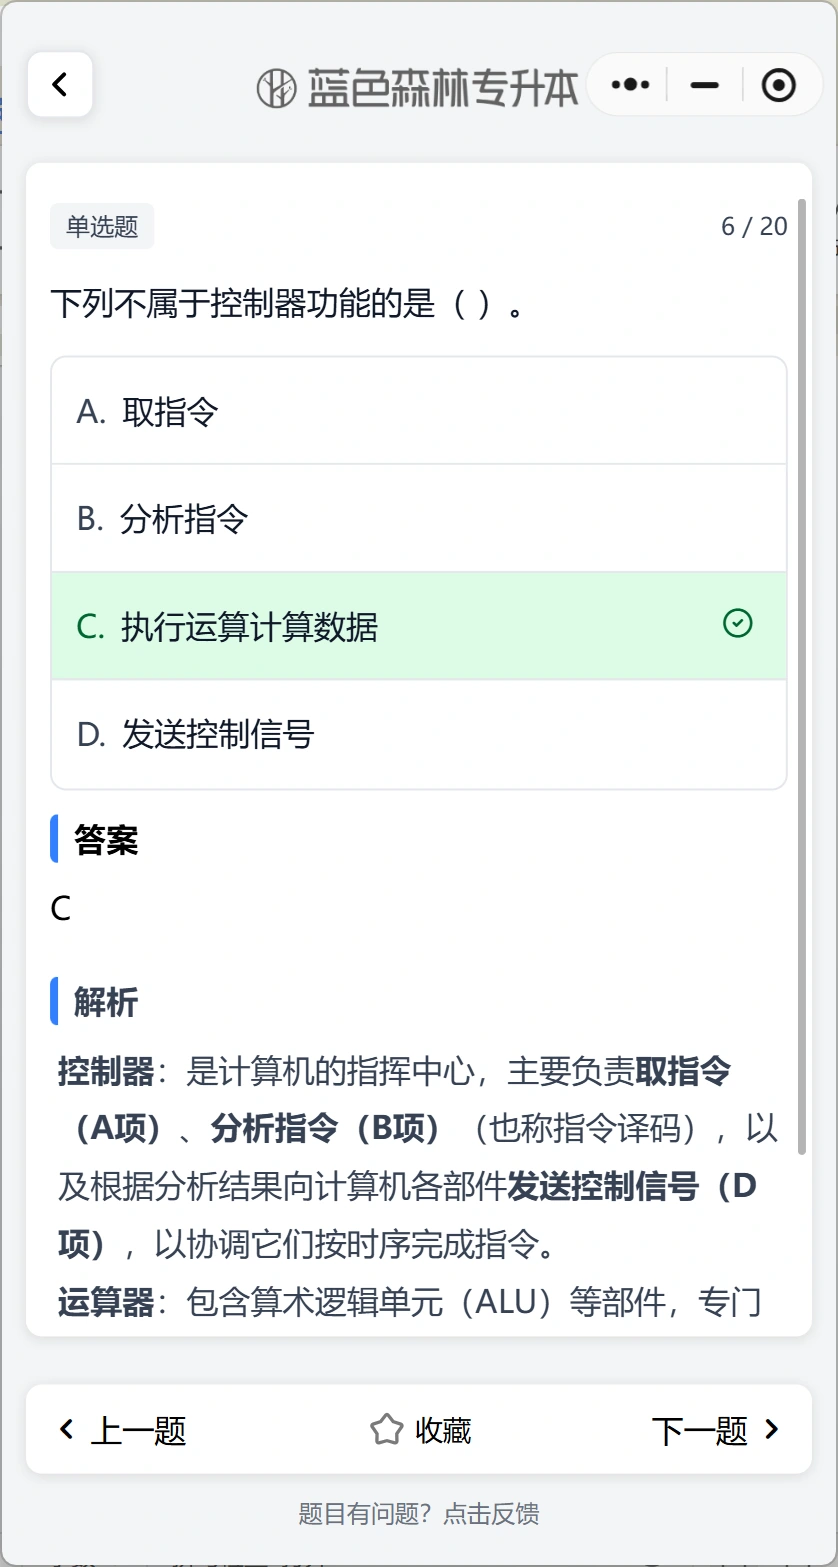 蓝色森林专升本
单选题
6 / 20
下列不属于控制器功能的是（ ）。
A. 取指令
B. 分析指令
C. 执行运算计算数据
D. 发送控制信号
答案
C
解析
控制器：是计算机的指挥中心，主要负责取指令
（A项）、分析指令（B项）（也称指令译码），以
及根据分析结果向计算机各部件发送控制信号（D
项），以协调它们按时序完成指令。
运算器：包含算术逻辑单元（ALU）等部件，专门
上一题
收藏
下一题
题目有问题？点击反馈